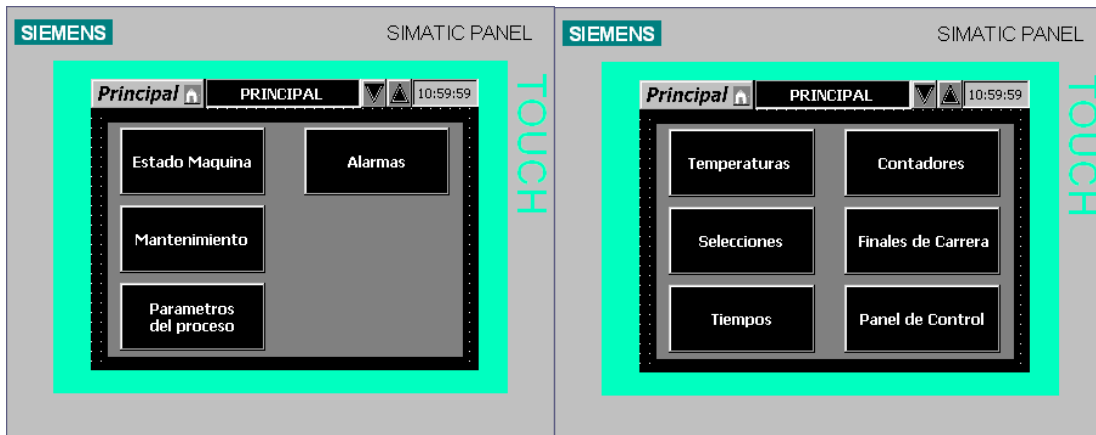 SIEMENS
SIMATIC PANEL
TOUCH
Principal
PRINCIPAL
10:59:59
Estado Maquina
Alarmas
Mantenimiento
Parametros
del proceso
SIEMENS
SIMATIC PANEL
TOUCH
Principal
PRINCIPAL
10:59:59
Temperaturas
Contadores
Selecciones
Finales de Carrera
Tiempos
Panel de Control